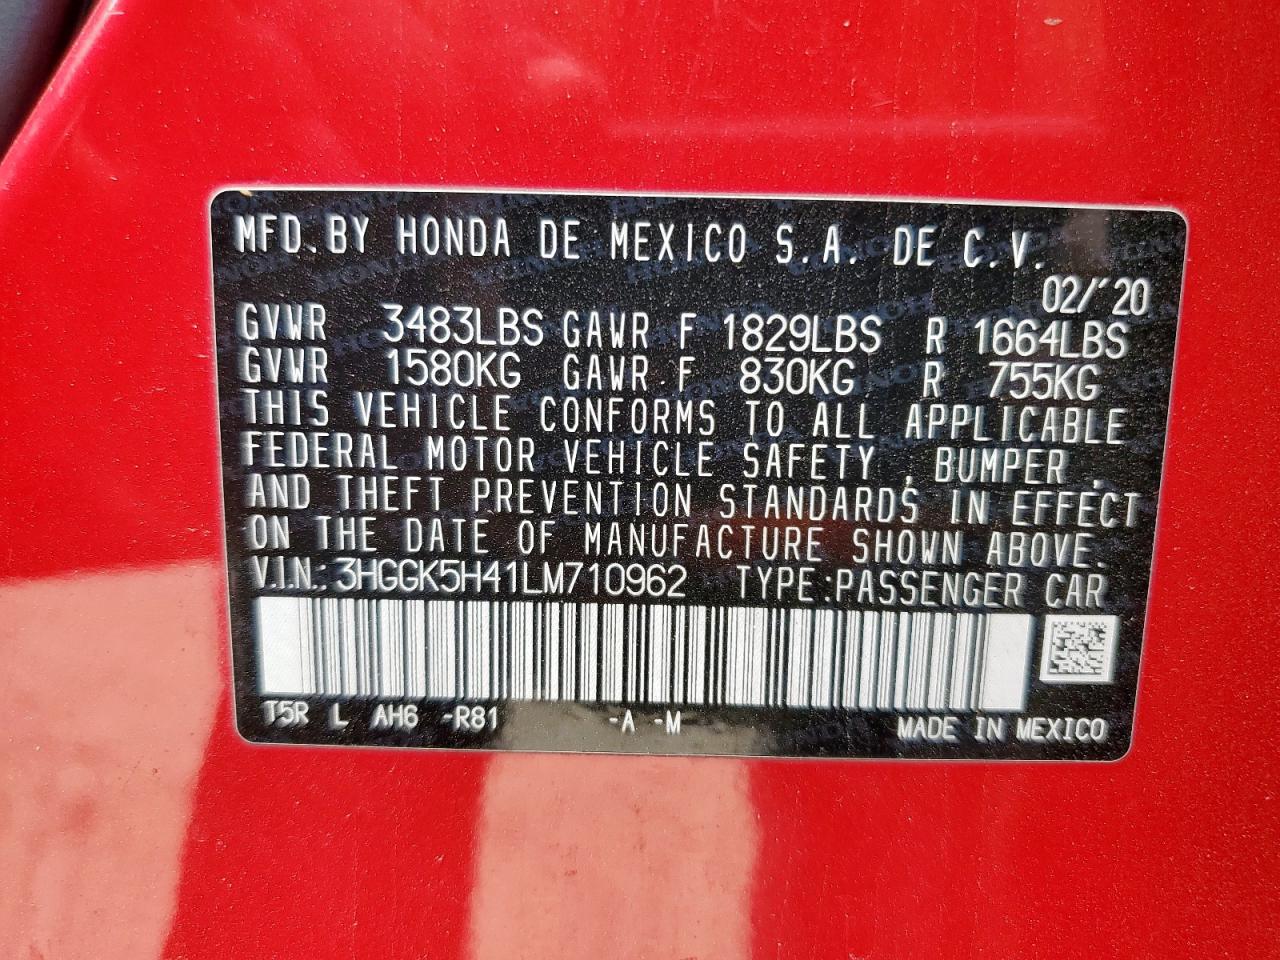 MFD. BY HONDA DE MEXICO S.A. DE C.V.
02/'20
GVWR 3483LBS GAWR F 1829LBS R 1664LBS
GVWR 1580KG GAWR F 830KG R 755KG
THIS VEHICLE CONFORMS TO ALL APPLICABLE
FEDERAL MOTOR VEHICLE SAFETY , BUMPER ,
AND THEFT PREVENTION STANDARDS IN EFFECT
ON THE DATE OF MANUFACTURE SHOWN ABOVE.
V.I.N.: 3HGGK5H41LM710962 TYPE:PASSENGER CAR
T5R L AH6 -R81 -A -M MADE IN MEXICO